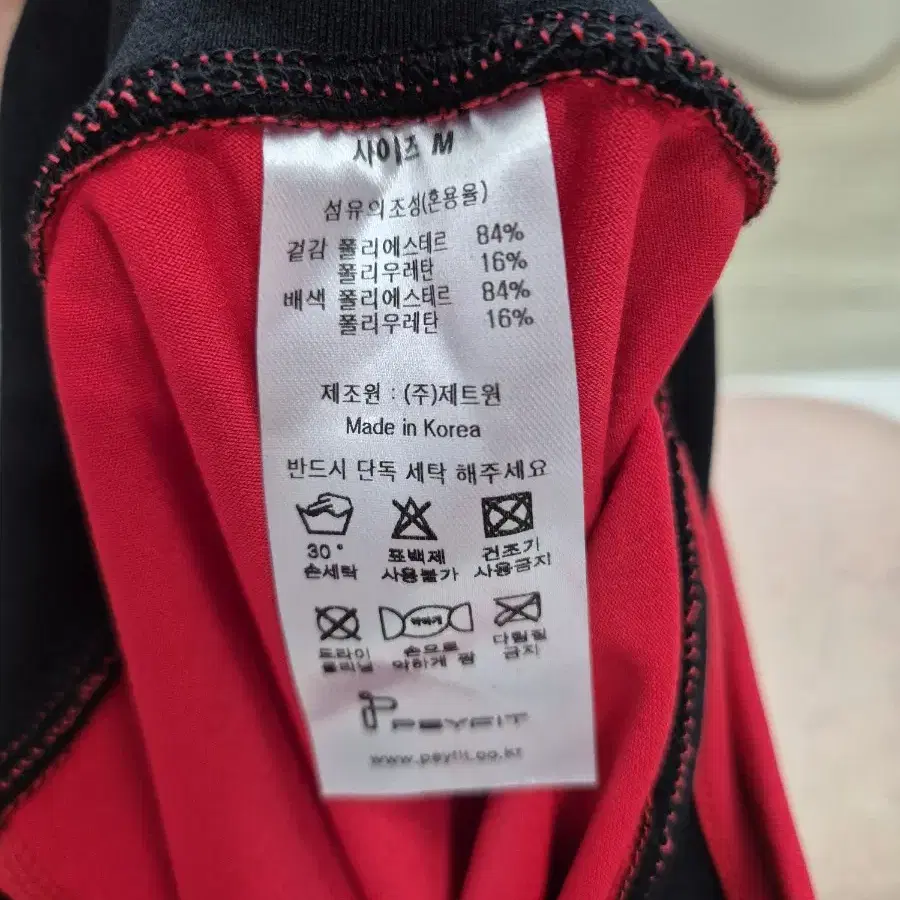 사이즈 M
섬유의조성(혼용율)
겉감 폴리에스테르 84%
폴리우레탄 16%
배색 폴리에스테르 84%
폴리우레탄 16%
제조원 : (주)제트원
Made in Korea
반드시 단독 세탁 해주세요
30°
손세탁
표백제
사용불가
건조기
사용금지
드라이
약하게
손으로
약하게 짬
다림질
금지
PEYFIT
www.peyfit.co.kr